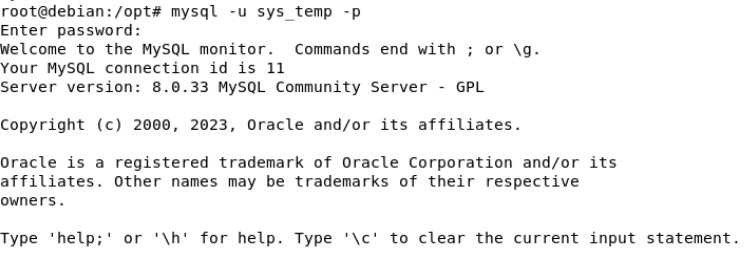 root@debian:/opt# mysql -u sys_temp -p
Enter password:
Welcome to the MySQL monitor.  Commands end with ; or \g.
Your MySQL connection id is 11
Server version: 8.0.33 MySQL Community Server - GPL

Copyright (c) 2000, 2023, Oracle and/or its affiliates.

Oracle is a registered trademark of Oracle Corporation and/or its
affiliates. Other names may be trademarks of their respective
owners.

Type 'help;' or '\h' for help. Type '\c' to clear the current input statement.